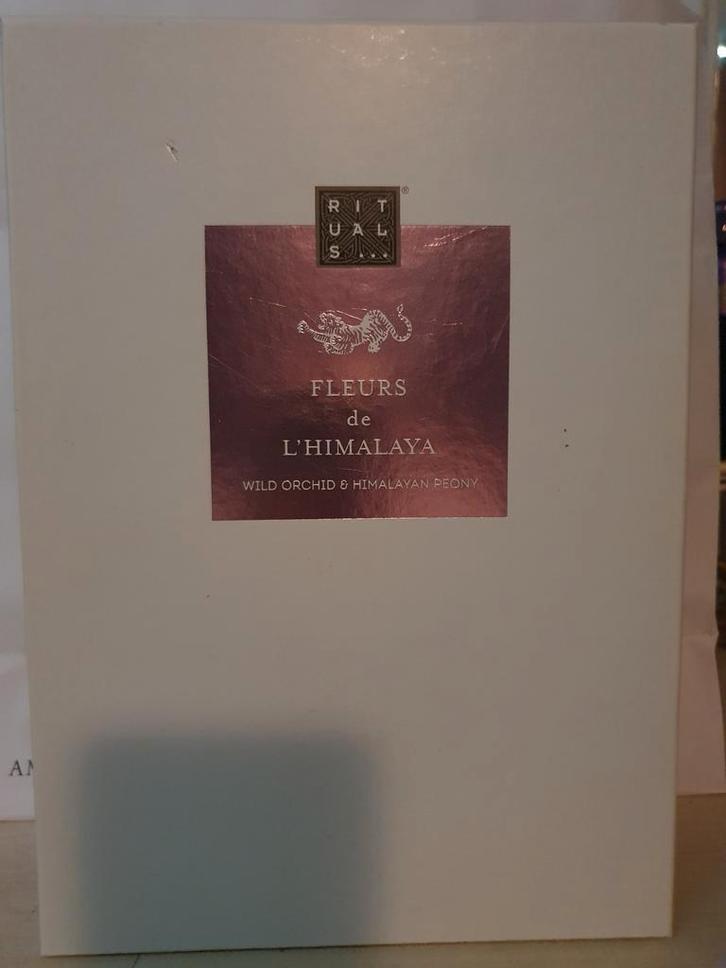 RIT
UAL
S...®
FLEURS
de
L'HIMALAYA
WILD ORCHID & HIMALAYAN PEONY